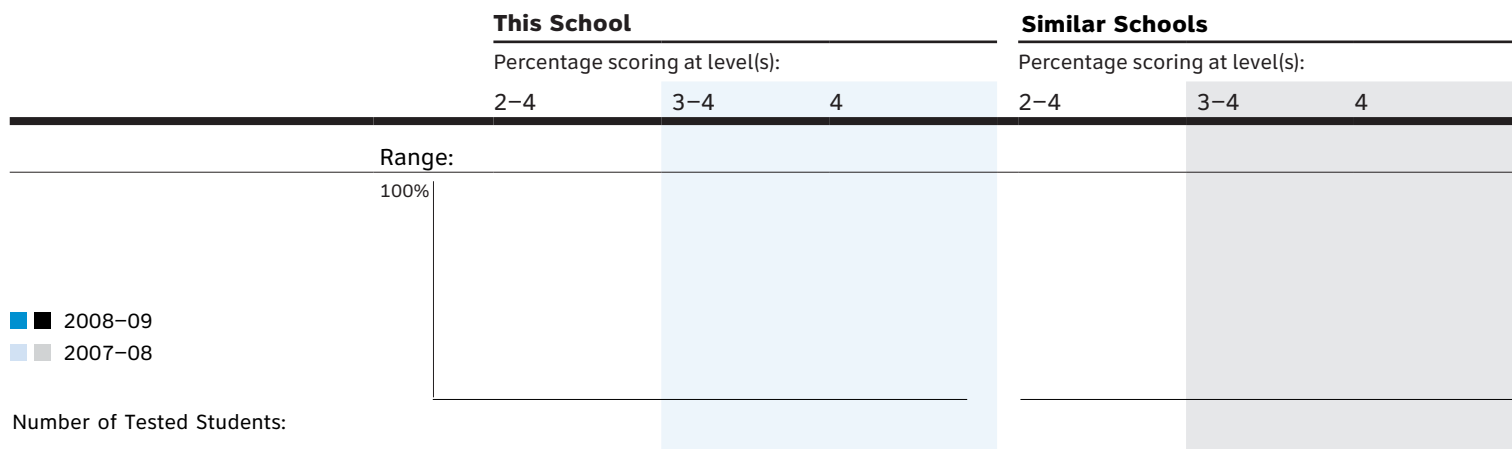 This School Similar Schools
Percentage scoring at level(s): Percentage scoring at level(s):
2–4 3–4 4 2–4 3–4 4
Range:
100%
2008–09
2007–08
Number of Tested Students: